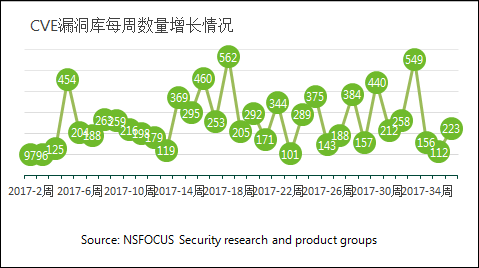 CVE漏洞库每周数量增长情况
97 96 125 454 204 188 263 259 216 198 179 119 369 295 460 253 562 205 292 171 344 101 289 375 143 188 384 157 440 212 258 549 156 112 223
2017-2周 2017-6周 2017-10周 2017-14周 2017-18周 2017-22周 2017-26周 2017-30周 2017-34周
Source: NSFOCUS Security research and product groups